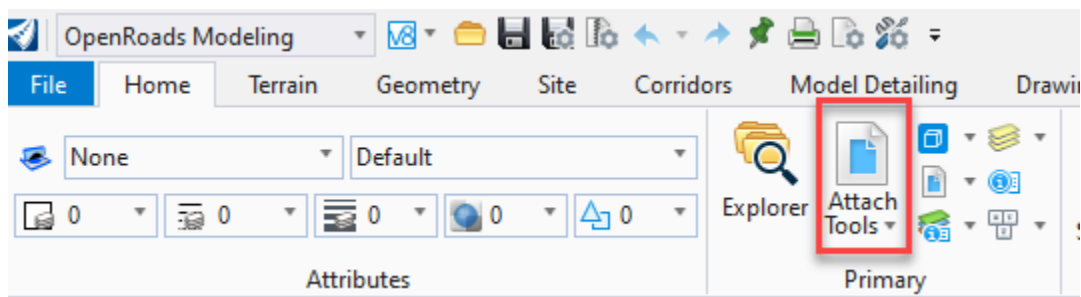 OpenRoads Modeling
File Home Terrain Geometry Site Corridors Model Detailing
None Default
0 0 0 0 0
Explorer
Attach
Tools
Attributes Primary